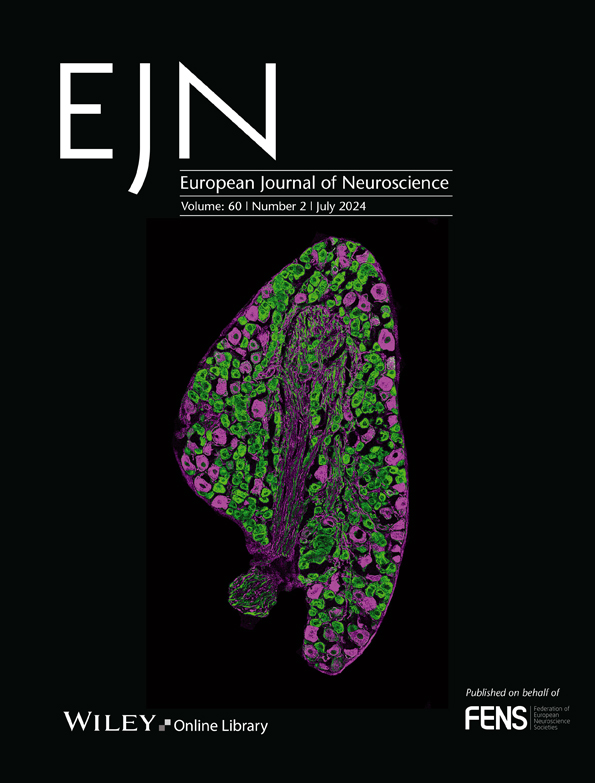 EJN
European Journal of Neuroscience
Volume: 60 | Number 2 | July 2024
Published on behalf of
WILEY Online Library
FENS
Federation of
European
Neuroscience
Societies